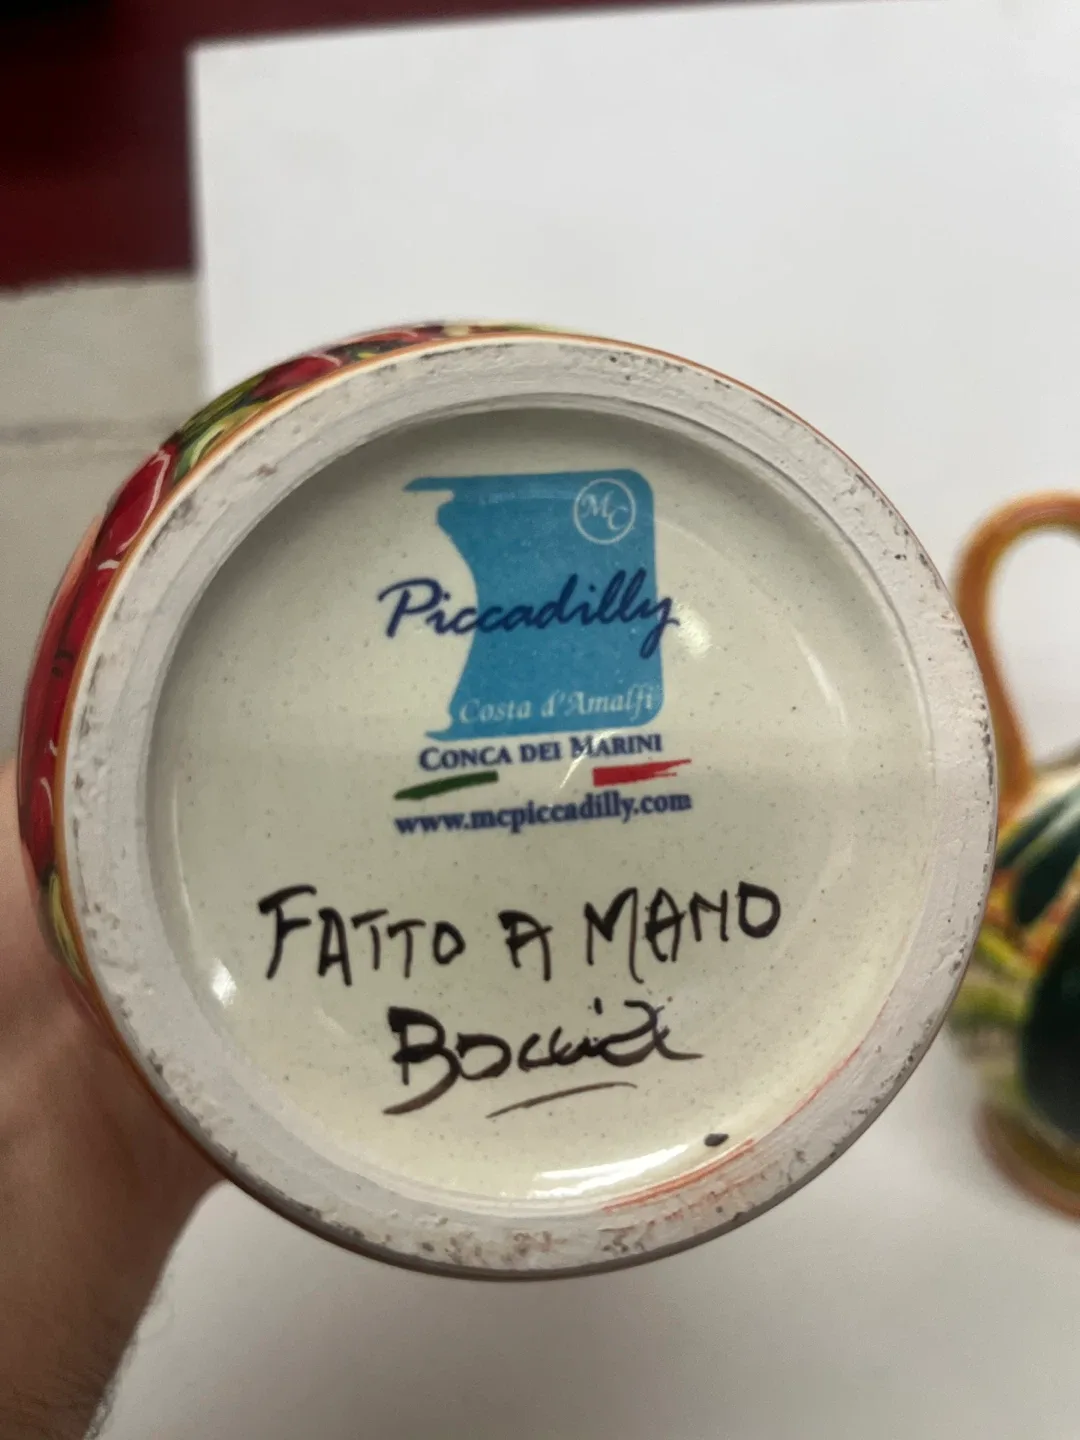 MC
Piccadilly
Costa d'Amalfi
CONCA DEI MARINI
www.mcpiccadilly.com
FATTO A MANO